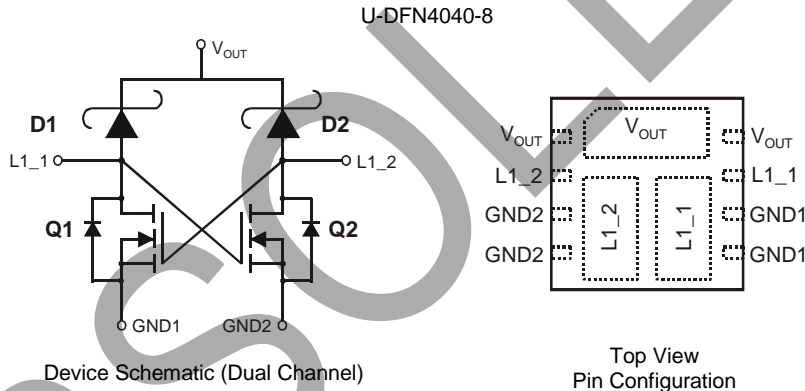 U-DFN4040-8
VOUT
D1
D2
L1_1
L1_2
Q1
Q2
GND1
GND2
Device Schematic (Dual Channel)
VOUT
VOUT
VOUT
L1_2
L1_1
GND2
GND1
GND2
GND1
L1_2
L1_1
Top View
Pin Configuration